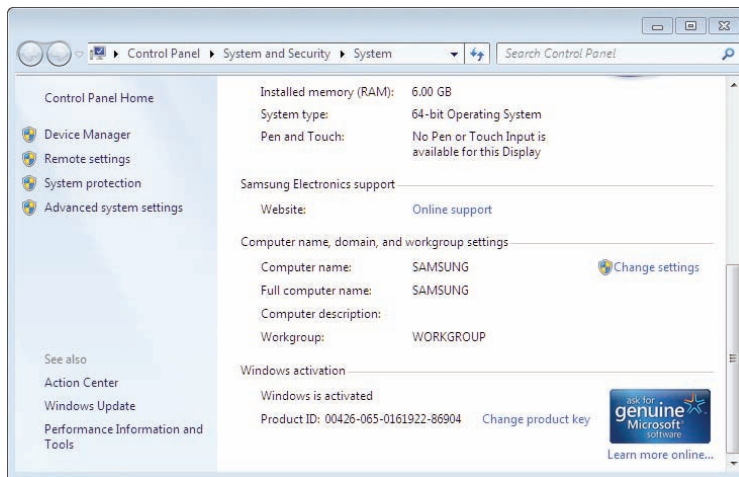 Control Panel ▸ System and Security ▸ System
Search Control Panel
Control Panel Home
Device Manager
Remote settings
System protection
Advanced system settings
See also
Action Center
Windows Update
Performance Information and
Tools
Installed memory (RAM): 6.00 GB
System type: 64-bit Operating System
Pen and Touch: No Pen or Touch Input is
available for this Display
Samsung Electronics support
Website: Online support
Computer name, domain, and workgroup settings
Computer name: SAMSUNG
Change settings
Full computer name: SAMSUNG
Computer description:
Workgroup: WORKGROUP
Windows activation
Windows is activated
Product ID: 00426-065-0161922-86904 Change product key
ask for
genuine
Microsoft
software
Learn more online...